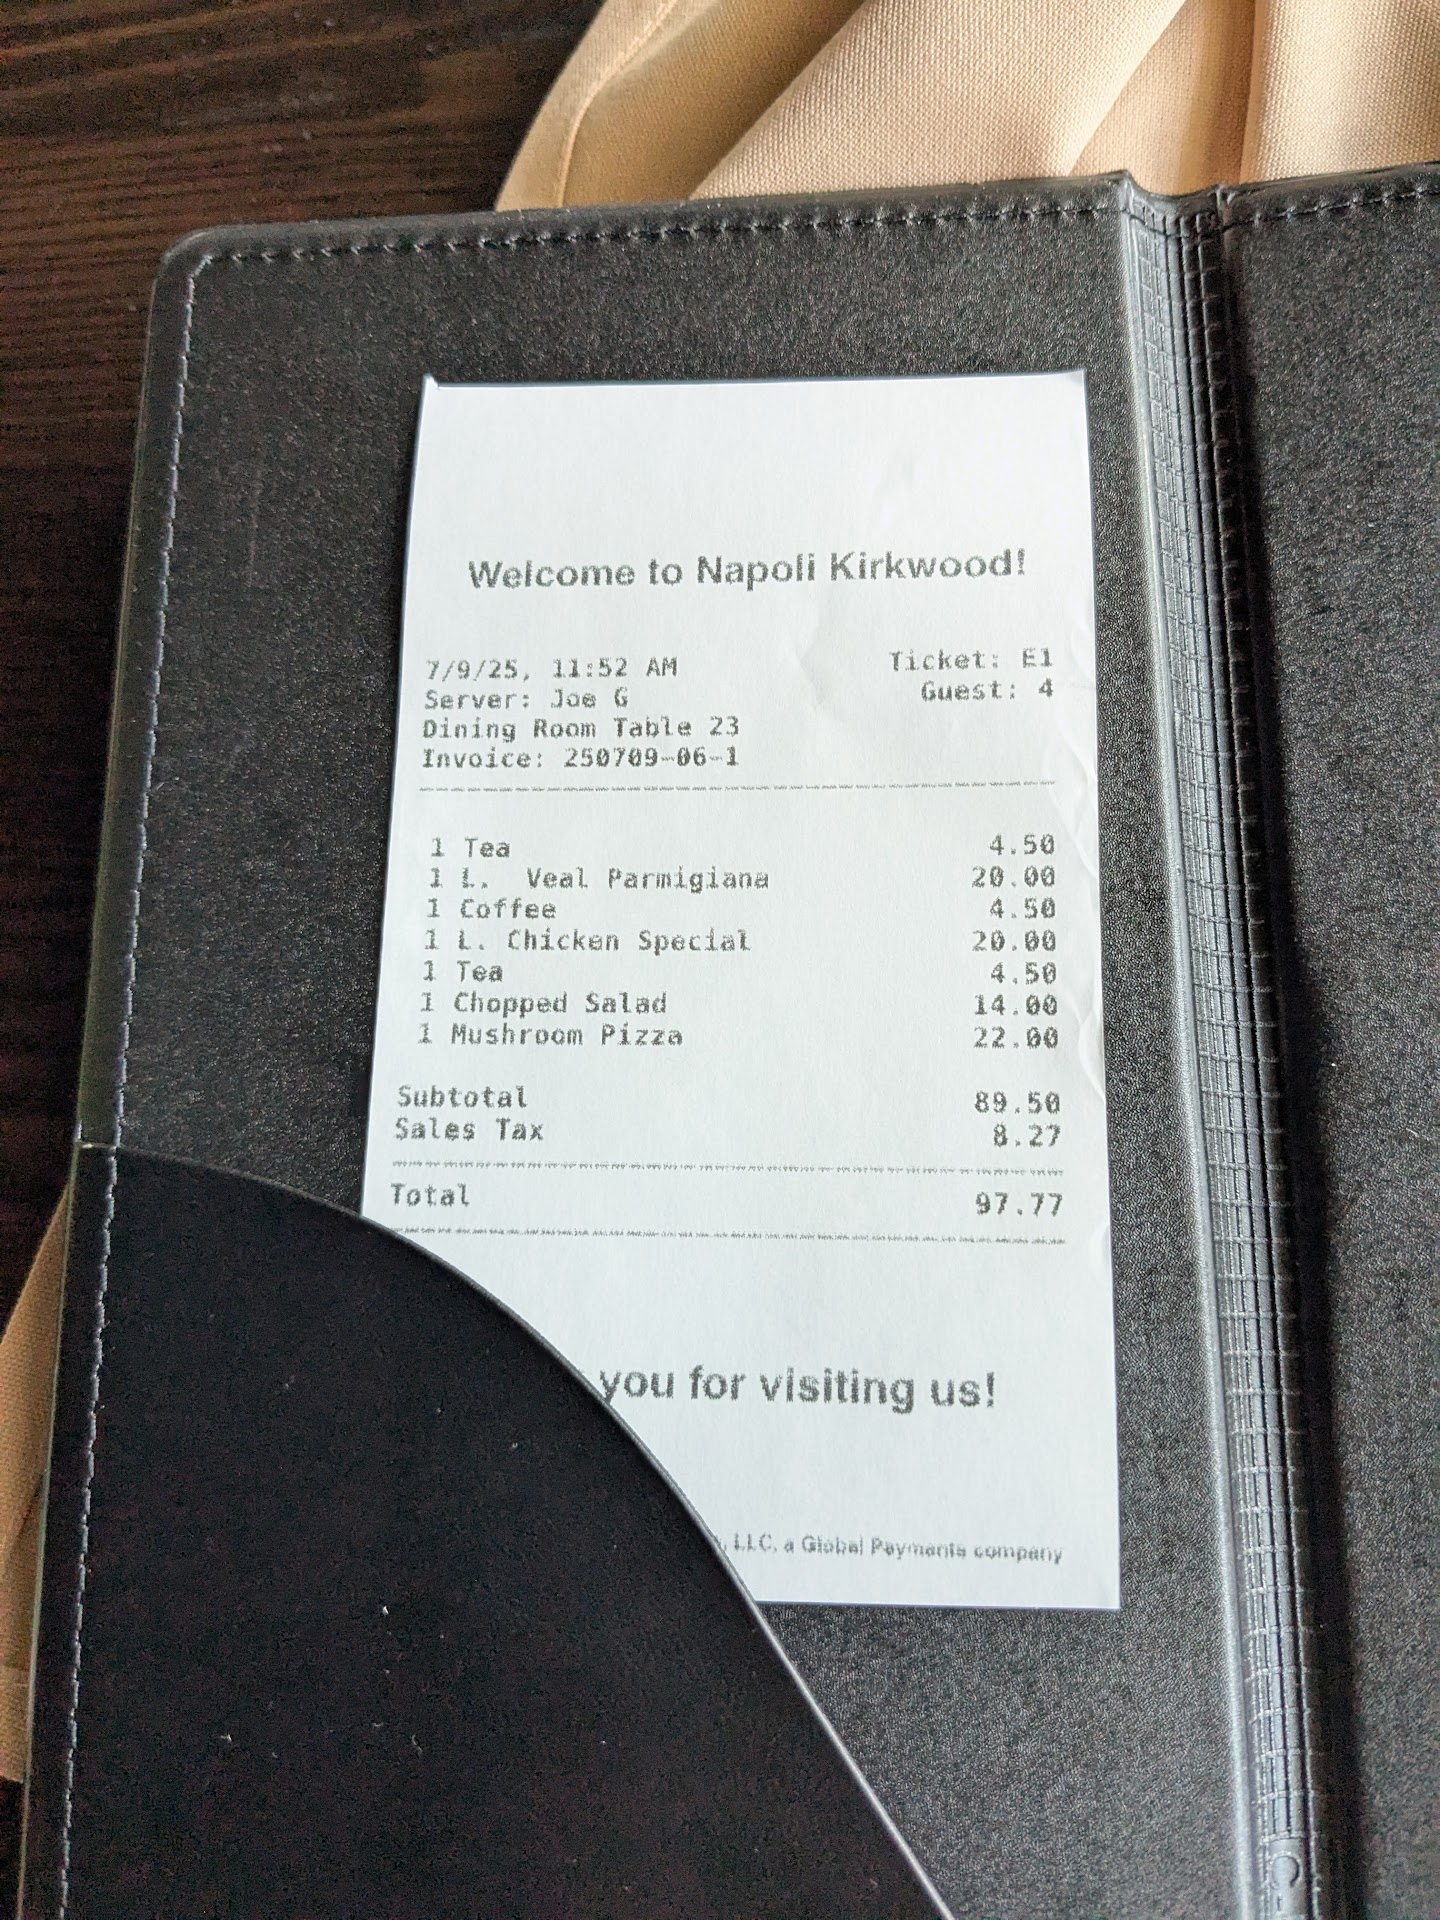 Welcome to Napoli Kirkwood!
7/9/25, 11:52 AM Ticket: E1
Server: Joe G Guest: 4
Dining Room Table 23
Invoice: 250709-06-1
1 Tea 4.50
1 L. Veal Parmigiana 20.00
1 Coffee 4.50
1 L. Chicken Special 20.00
1 Tea 4.50
1 Chopped Salad 14.00
1 Mushroom Pizza 22.00
Subtotal 89.50
Sales Tax 8.27
Total 97.77
you for visiting us!
, LLC, a Global Payments company